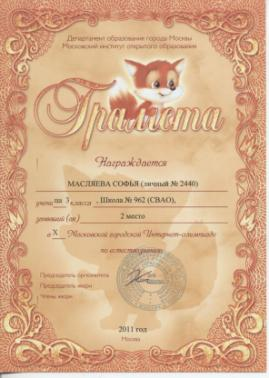 Департамент образования города Москвы
Московский институт открытого образования
Грамота
Награждается
МАСЛЯЕВА СОФЬЯ (личный № 2440)
учени ца 3 класса , Школа № 962 (СВАО),
занявший (ая) 2 место
в X Московской городской Интернет-олимпиаде
по естествознанию
Председатель оргкомитета
Председатель жюри
Члены жюри
2011 год
Москва